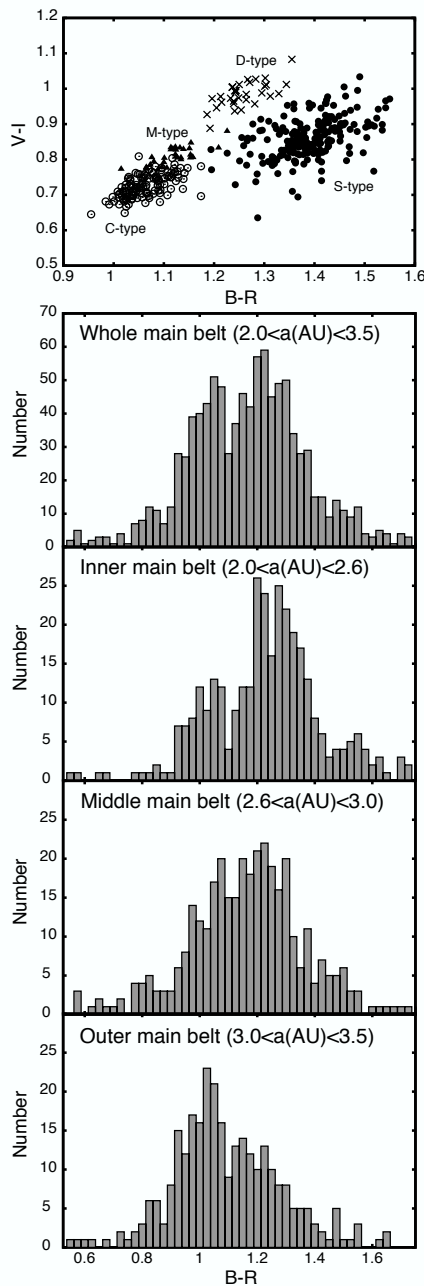 1.2
1.1
1
0.9
0.8
0.7
0.6
0.5
V-I
D-type
M-type
S-type
C-type
0.9 1 1.1 1.2 1.3 1.4 1.5 1.6
B-R
Whole main belt (2.0<a(AU)<3.5)
70
60
50
40
30
20
10
0
Number
Inner main belt (2.0<a(AU)<2.6)
25
20
15
10
5
0
Number
Middle main belt (2.6<a(AU)<3.0)
25
20
15
10
5
0
Number
Outer main belt (3.0<a(AU)<3.5)
25
20
15
10
5
0
Number
0.6 0.8 1 1.2 1.4 1.6
B-R